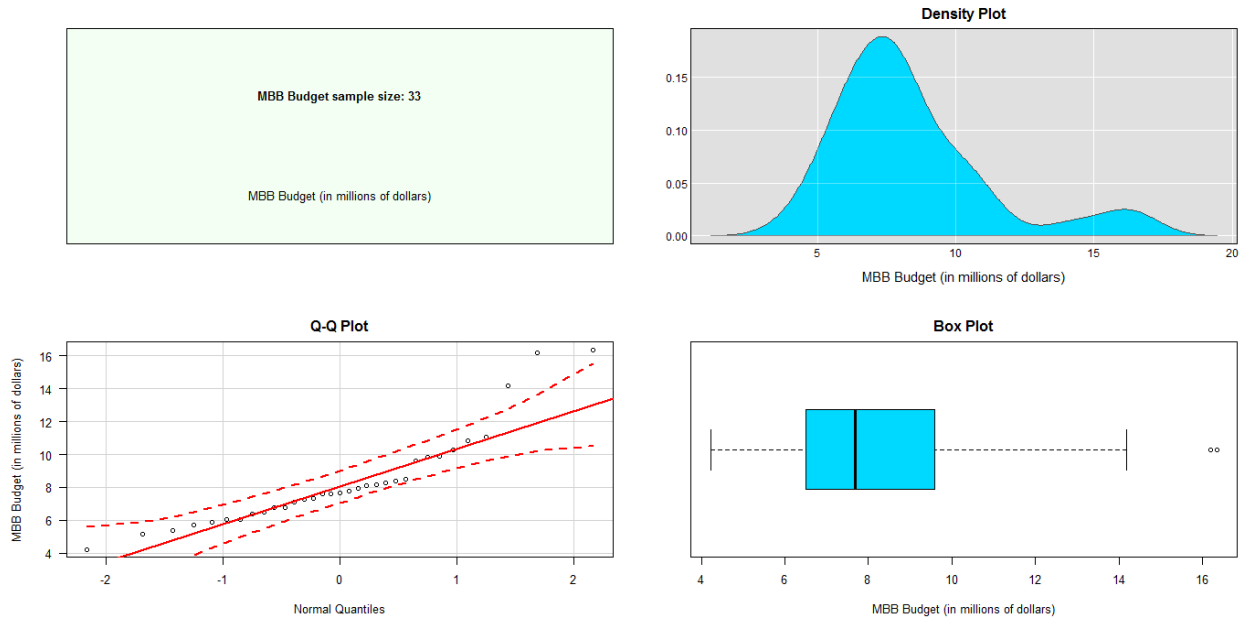 MBB Budget sample size: 33
MBB Budget (in millions of dollars)
Density Plot
0.15
0.10
0.05
0.00
5 10 15 20
MBB Budget (in millions of dollars)
Q-Q Plot
MBB Budget (in millions of dollars)
16
14
12
10
8
6
4
-2 -1 0 1 2
Normal Quantiles
Box Plot
4 6 8 10 12 14 16
MBB Budget (in millions of dollars)